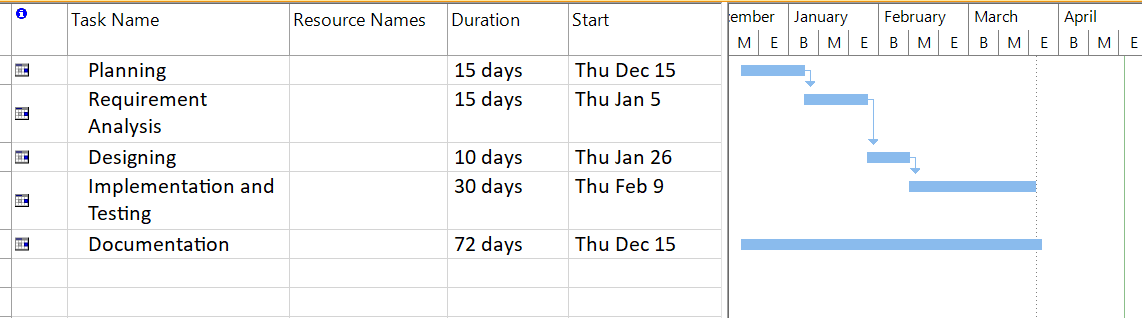 Task Name Resource Names Duration Start
ember January February March April
M E B M E B M E B M E B M E
Planning 15 days Thu Dec 15
Requirement Analysis 15 days Thu Jan 5
Designing 10 days Thu Jan 26
Implementation and Testing 30 days Thu Feb 9
Documentation 72 days Thu Dec 15